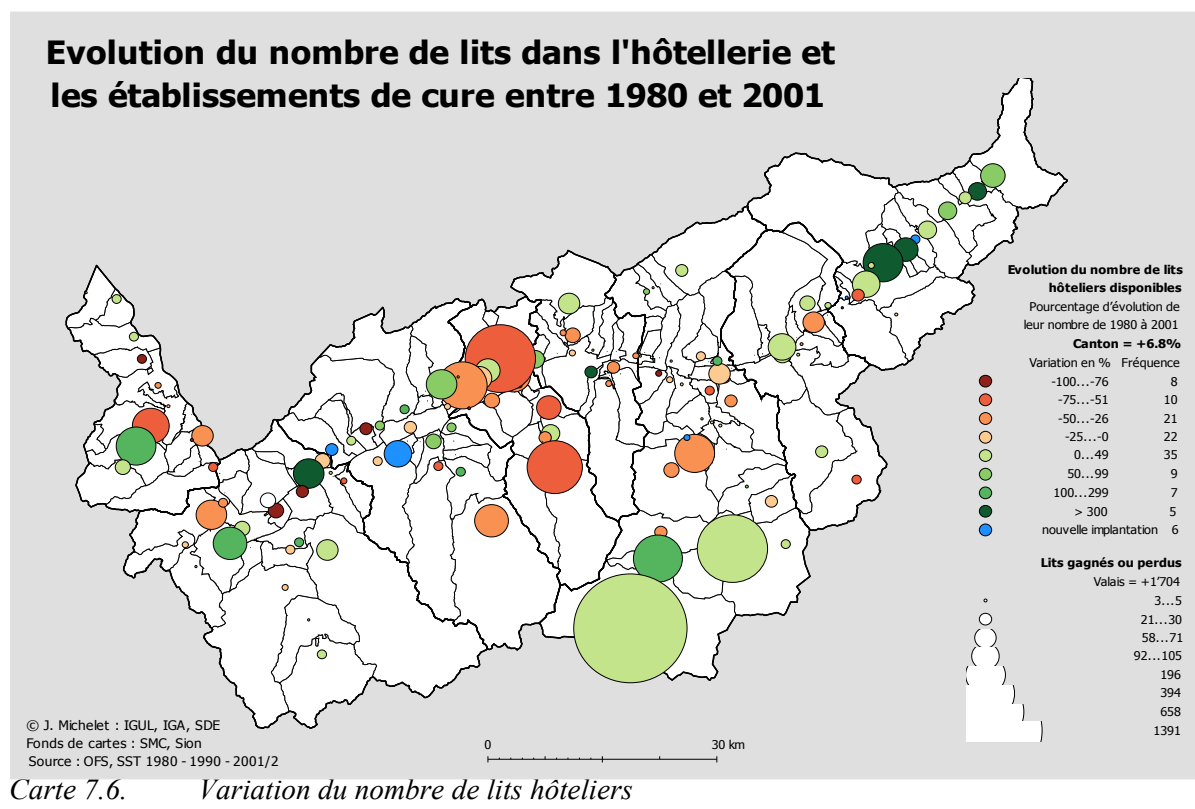 Evolution du nombre de lits dans l'hôtellerie et
les établissements de cure entre 1980 et 2001
Evolution du nombre de lits
hôteliers disponibles
Pourcentage d'évolution de
leur nombre de 1980 à 2001
Canton = +6.8%
Variation en % Fréquence
-100...-76 8
-75...-51 10
-50...-26 21
-25...-0 22
0...49 35
50...99 9
100...299 7
> 300 5
nouvelle implantation 6
Lits gagnés ou perdus
Valais = +1'704
3...5
21...30
58...71
92...105
196
394
658
1391
© J. Michelet : IGUL, IGA, SDE
Fonds de cartes : SMC, Sion
Source : OFS, SST 1980 - 1990 - 2001/2
0 30 km
Carte 7.6. Variation du nombre de lits hôteliers